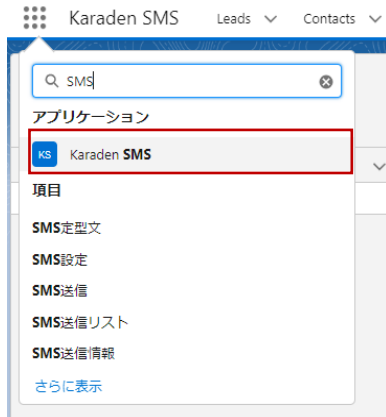 Karaden SMS Leads Contacts
SMS
アプリケーション
KS Karaden SMS
項目
SMS定型文
SMS設定
SMS送信
SMS送信リスト
SMS送信情報
さらに表示